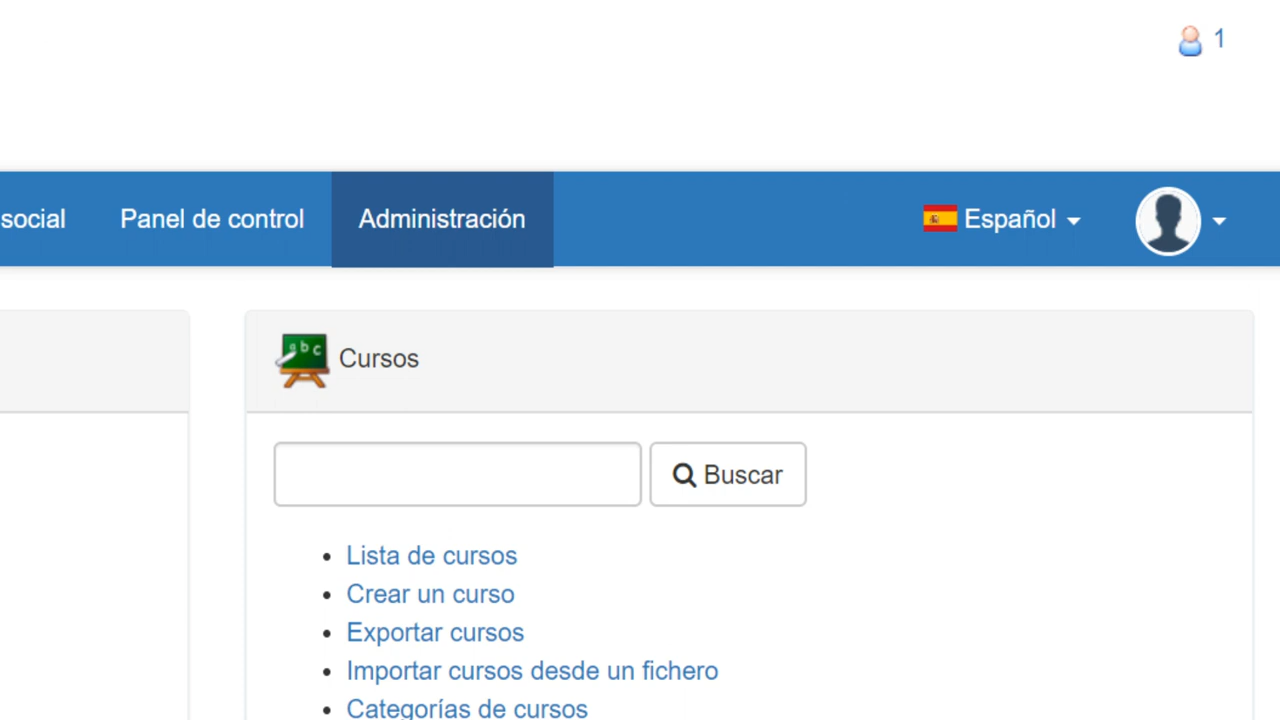 1
social Panel de control Administración Español
abc Cursos
Buscar
Lista de cursos
Crear un curso
Exportar cursos
Importar cursos desde un fichero
Categorías de cursos